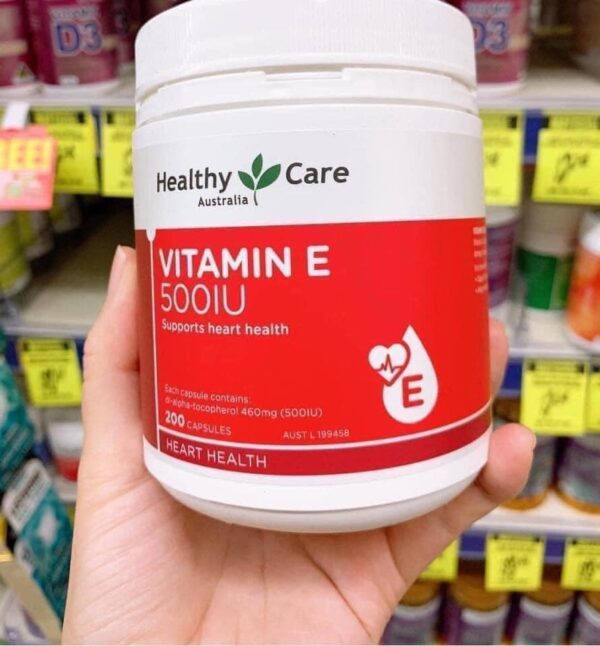 D3
Healthy Care
Australia
VITAMIN E
500IU
Supports heart health
E
Each capsule contains:
dl-alpha-tocopherol 460mg (500IU)
200 CAPSULES
AUST L 199458
HEART HEALTH